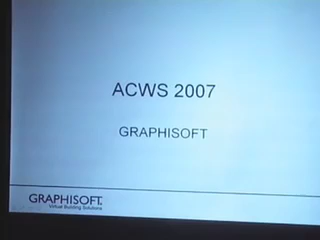 ACWS 2007
GRAPHISOFT
GRAPHISOFT.
Virtual Building Solutions